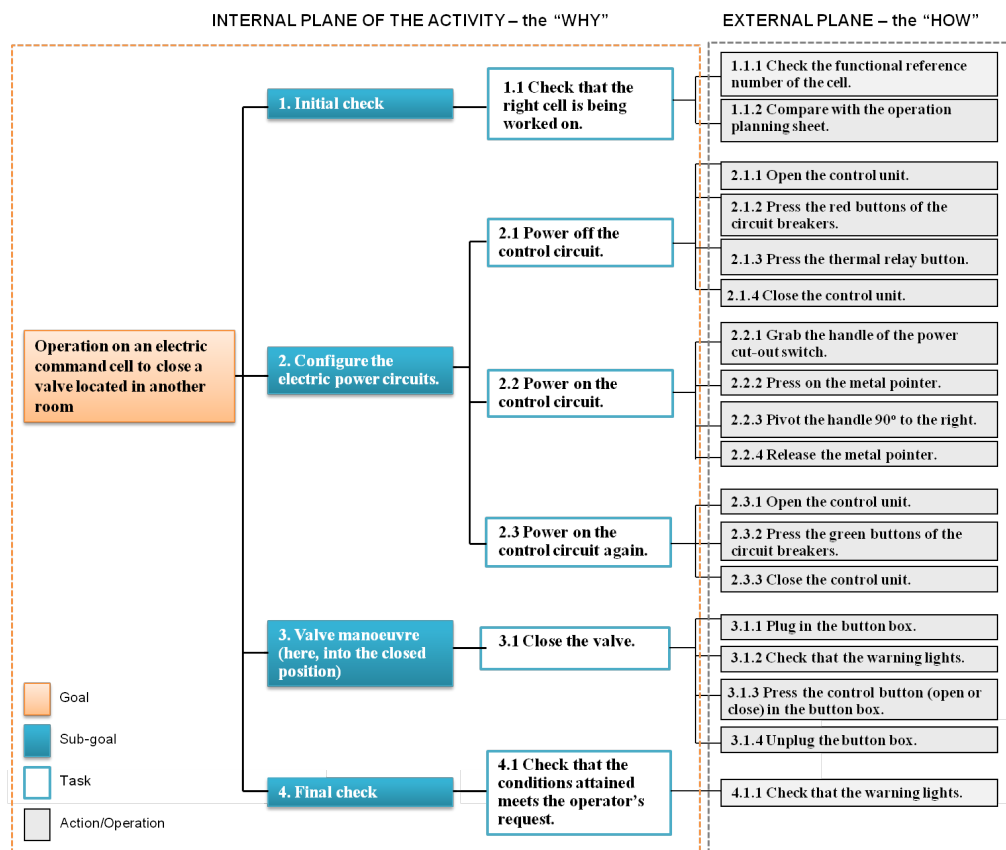 INTERNAL PLANE OF THE ACTIVITY – the “WHY”
EXTERNAL PLANE – the “HOW”
Operation on an electric
command cell to close a
valve located in another
room
1. Initial check
1.1 Check that the
right cell is being
worked on.
1.1.1 Check the functional reference
number of the cell.
1.1.2 Compare with the operation
planning sheet.
2. Configure the
electric power circuits.
2.1 Power off the
control circuit.
2.1.1 Open the control unit.
2.1.2 Press the red buttons of the
circuit breakers.
2.1.3 Press the thermal relay button.
2.1.4 Close the control unit.
2.2 Power on the
control circuit.
2.2.1 Grab the handle of the power
cut-out switch.
2.2.2 Press on the metal pointer.
2.2.3 Pivot the handle 90º to the right.
2.2.4 Release the metal pointer.
2.3 Power on the
control circuit again.
2.3.1 Open the control unit.
2.3.2 Press the green buttons of the
circuit breakers.
2.3.3 Close the control unit.
3. Valve manoeuvre
(here, into the closed
position)
3.1 Close the valve.
3.1.1 Plug in the button box.
3.1.2 Check that the warning lights.
3.1.3 Press the control button (open or
close) in the button box.
3.1.4 Unplug the button box.
4. Final check
4.1 Check that the
conditions attained
meets the operator’s
request.
4.1.1 Check that the warning lights.
Goal
Sub-goal
Task
Action/Operation